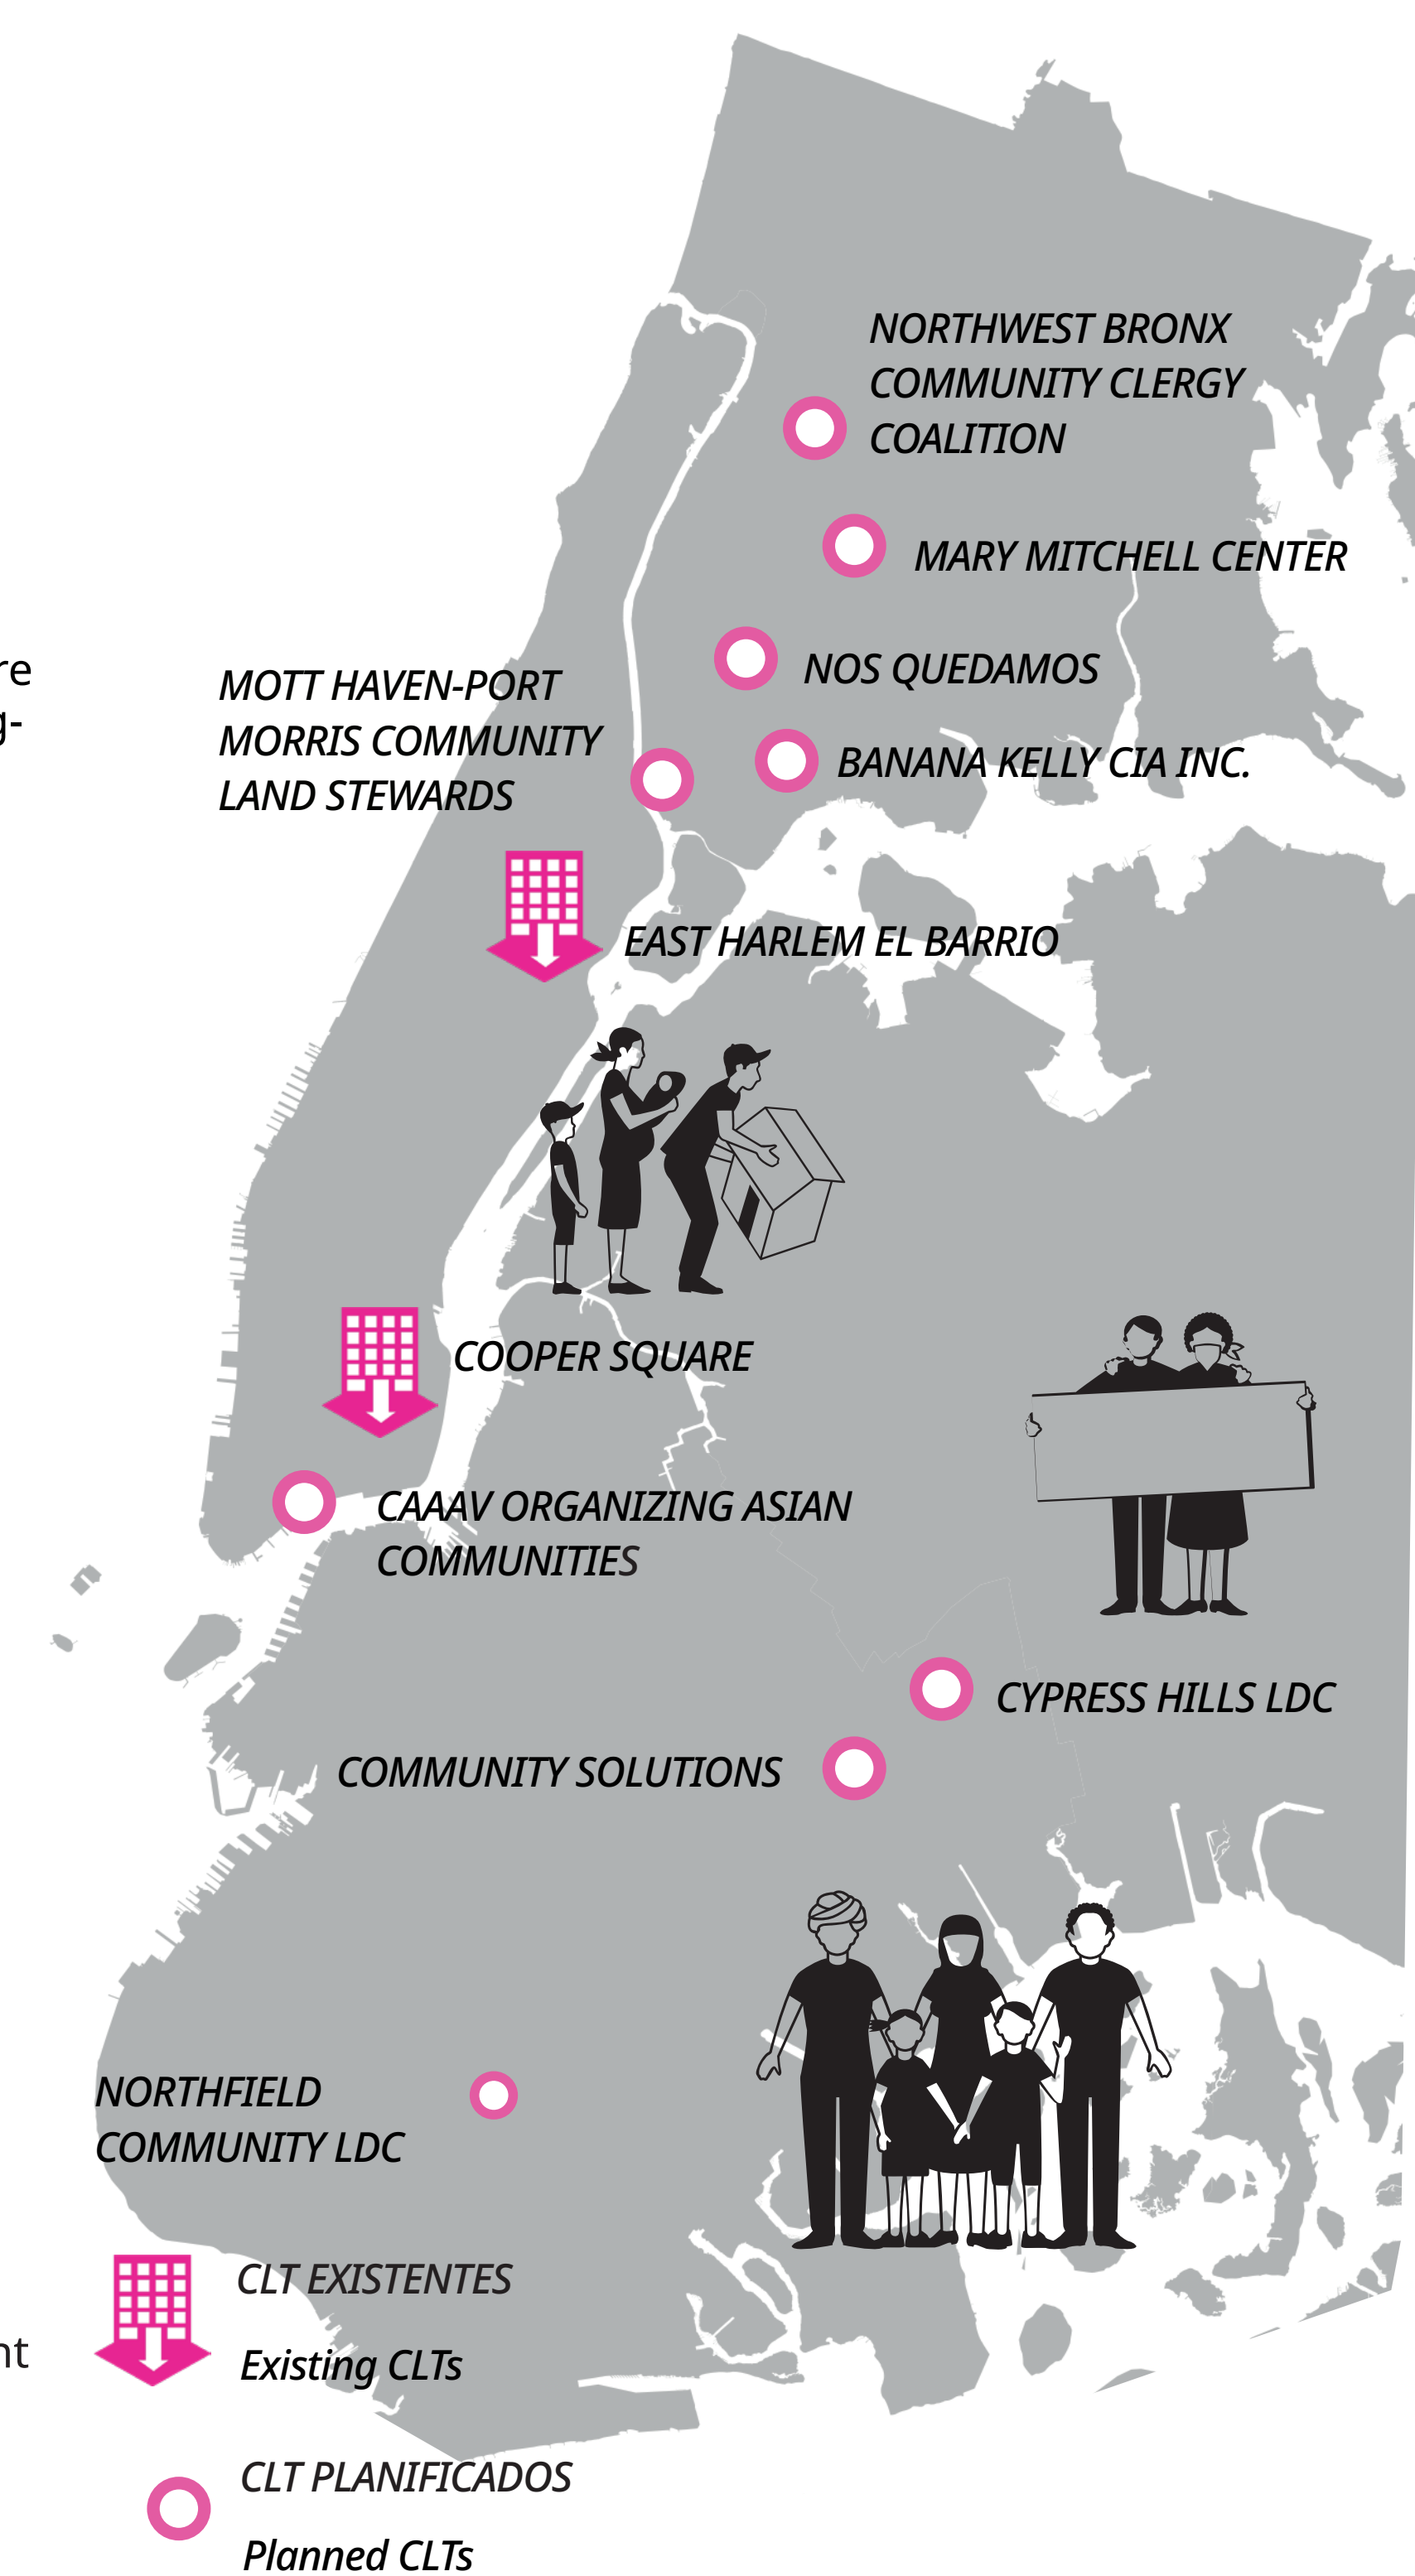 NORTHWEST BRONX
COMMUNITY CLERGY
COALITION
MARY MITCHELL CENTER
re
g-
NOS QUEDAMOS
MOTT HAVEN-PORT
MORRIS COMMUNITY
LAND STEWARDS
BANANA KELLY CIA INC.
EAST HARLEM EL BARRIO
COOPER SQUARE
CAAAV ORGANIZING ASIAN
COMMUNITIES
CYPRESS HILLS LDC
COMMUNITY SOLUTIONS
NORTHFIELD
COMMUNITY LDC
CLT EXISTENTES
Existing CLTs
nt
CLT PLANIFICADOS
Planned CLTs